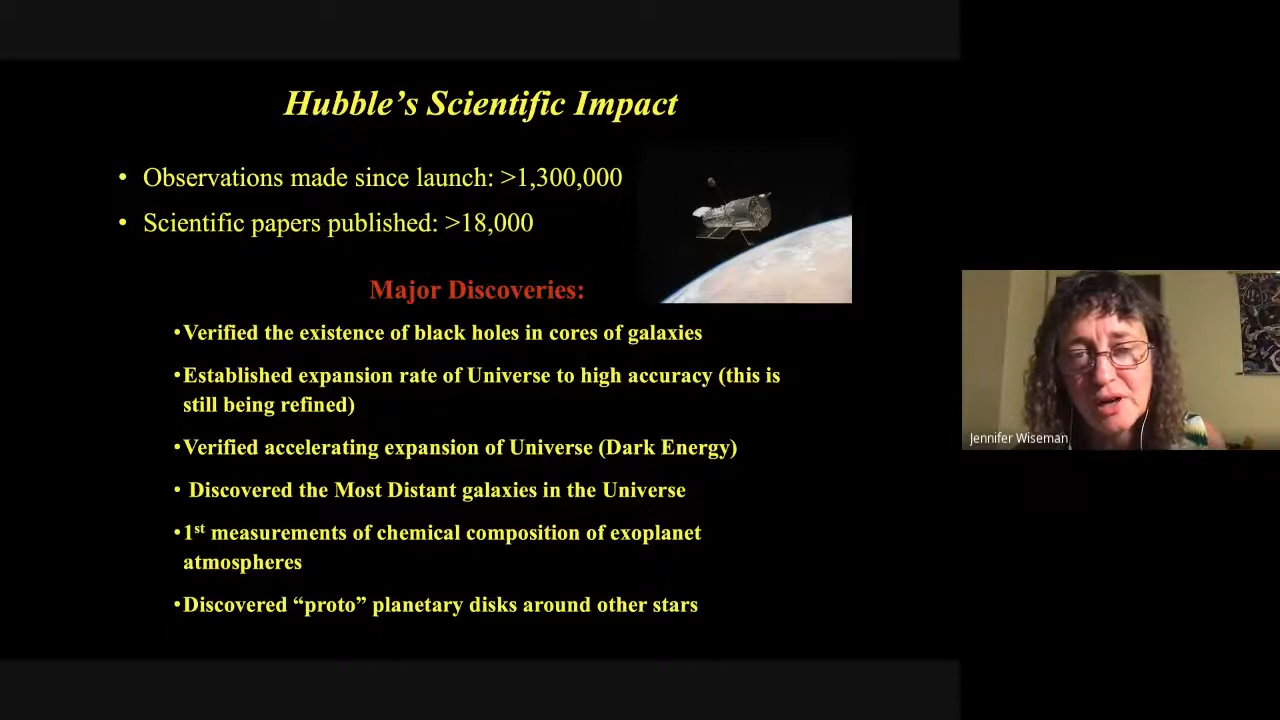 Hubble’s Scientific Impact
• Observations made since launch: >1,300,000
• Scientific papers published: >18,000
Major Discoveries:
•Verified the existence of black holes in cores of galaxies
•Established expansion rate of Universe to high accuracy (this is
still being refined)
•Verified accelerating expansion of Universe (Dark Energy)
• Discovered the Most Distant galaxies in the Universe
•1st measurements of chemical composition of exoplanet
atmospheres
•Discovered “proto” planetary disks around other stars
Jennifer Wiseman